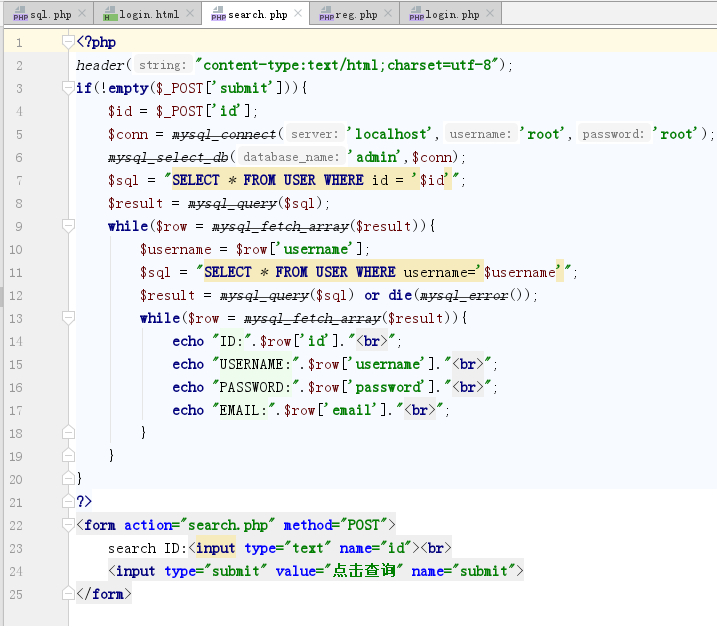 sql.php login.html search.php reg.php login.php
1 <?php
2 header( string: "content-type:text/html;charset=utf-8");
3 if(!empty($_POST['submit'])){
4 $id = $_POST['id'];
5 $conn = mysql_connect( server: 'localhost', username: 'root', password: 'root');
6 mysql_select_db( database_name: 'admin',$conn);
7 $sql = "SELECT * FROM USER WHERE id = '$id'";
8 $result = mysql_query($sql);
9 while($row = mysql_fetch_array($result)){
10 $username = $row['username'];
11 $sql = "SELECT * FROM USER WHERE username='$username'";
12 $result = mysql_query($sql) or die(mysql_error());
13 while($row = mysql_fetch_array($result)){
14 echo "ID:".$row['id']."<br>";
15 echo "USERNAME:".$row['username']."<br>";
16 echo "PASSWORD:".$row['password']."<br>";
17 echo "EMAIL:".$row['email']."<br>";
18 }
19 }
20 }
21 ?>
22 <form action="search.php" method="POST">
23 search ID:<input type="text" name="id"><br>
24 <input type="submit" value="点击查询" name="submit">
25 </form>